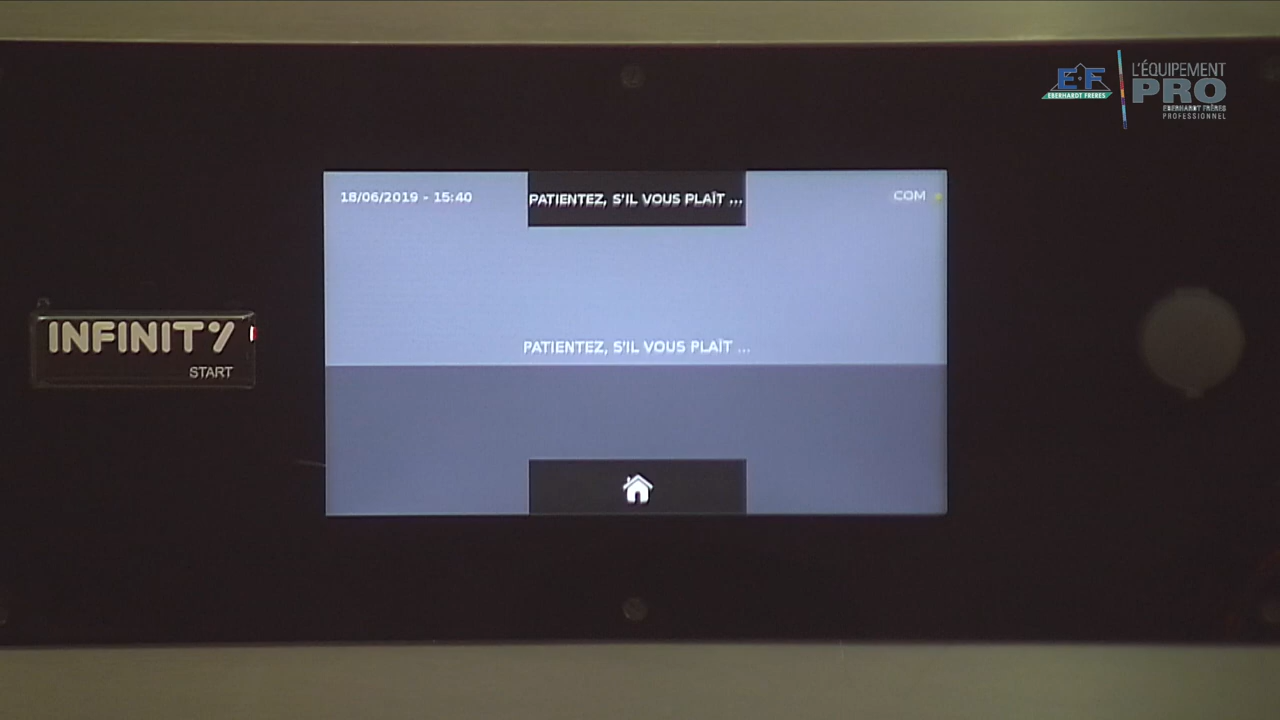 E·F
EBERHARDT FRÈRES
L'ÉQUIPEMENT
PRO
EBERHARDT FRÈRES
PROFESSIONNEL
18/06/2019 - 15:40
PATIENTEZ, S'IL VOUS PLAÎT ...
COM
INFINITY
START
PATIENTEZ, S'IL VOUS PLAÎT ...